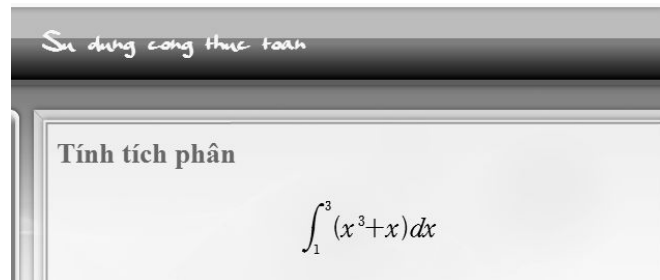 Su dung cong thuc toan
Tính tích phân
∫₁³(x³+x)dx